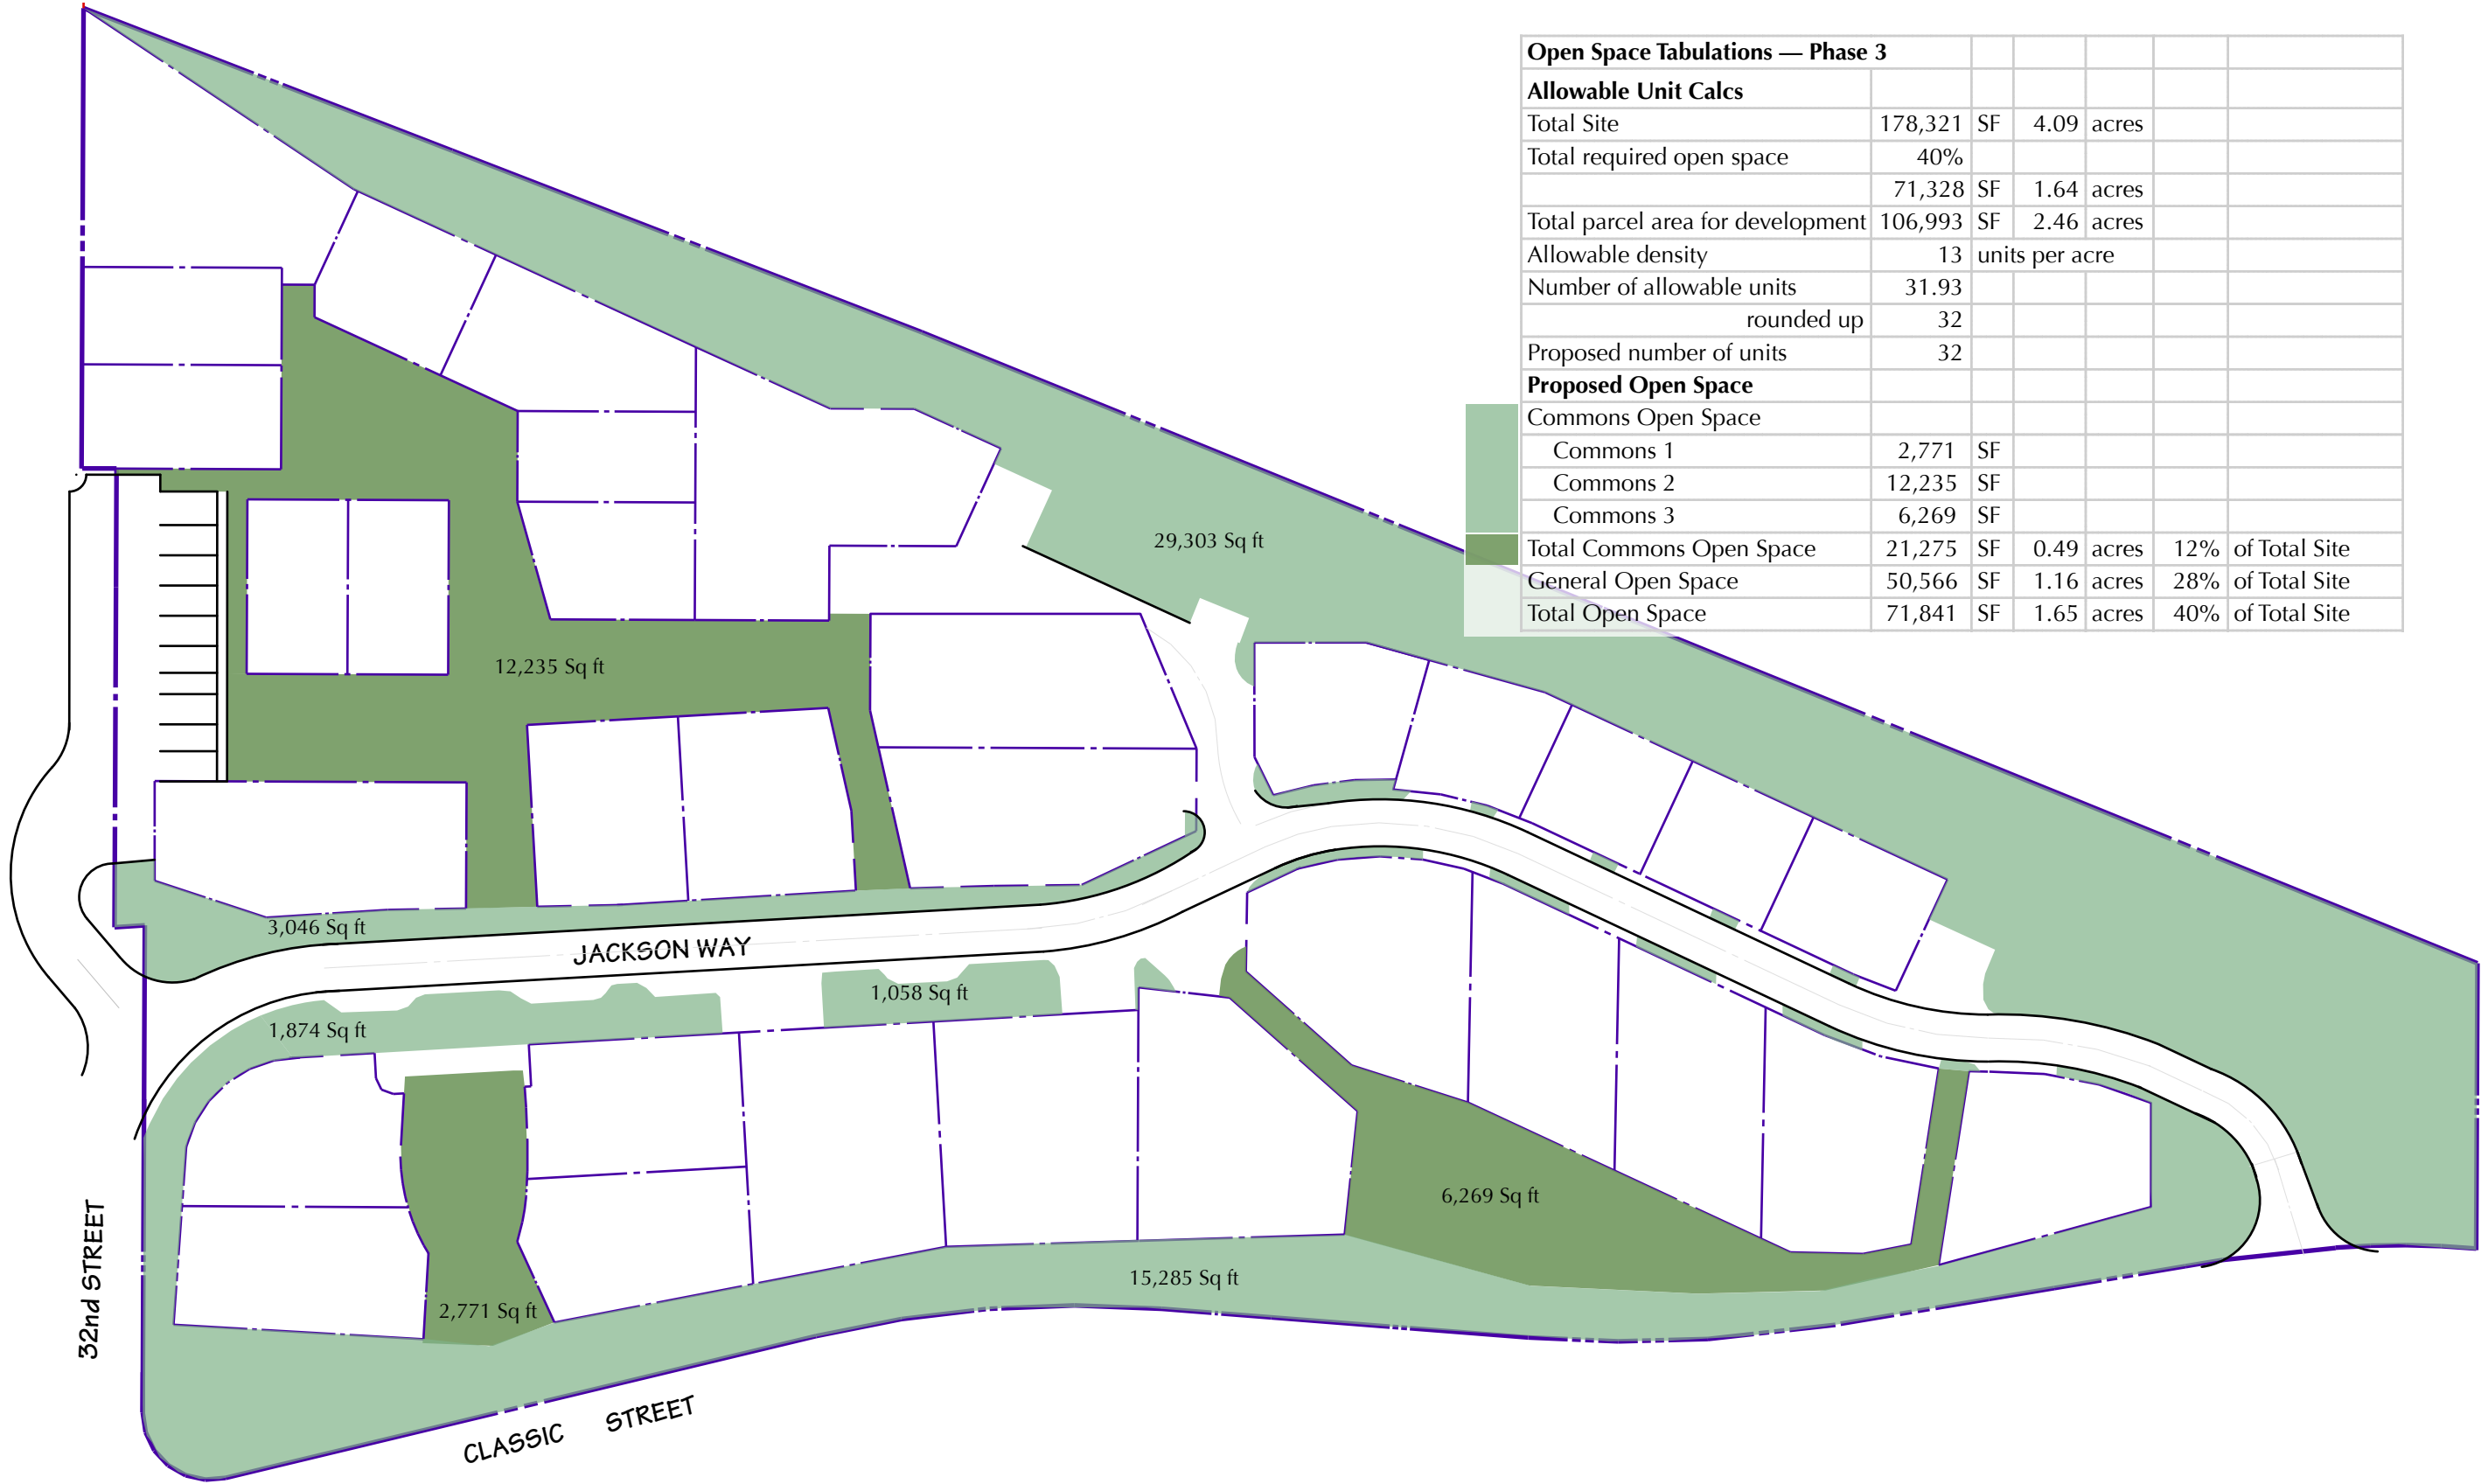 Open Space Tabulations — Phase 3
Allowable Unit Calcs
Total Site 178,321 SF 4.09 acres
Total required open space 40%
71,328 SF 1.64 acres
Total parcel area for development 106,993 SF 2.46 acres
Allowable density 13 units per acre
Number of allowable units 31.93
rounded up 32
Proposed number of units 32
Proposed Open Space
Commons Open Space
Commons 1 2,771 SF
Commons 2 12,235 SF
Commons 3 6,269 SF
Total Commons Open Space 21,275 SF 0.49 acres 12% of Total Site
General Open Space 50,566 SF 1.16 acres 28% of Total Site
Total Open Space 71,841 SF 1.65 acres 40% of Total Site
29,303 Sq ft
12,235 Sq ft
3,046 Sq ft
JACKSON WAY
1,058 Sq ft
1,874 Sq ft
6,269 Sq ft
15,285 Sq ft
2,771 Sq ft
32nd STREET
CLASSIC STREET